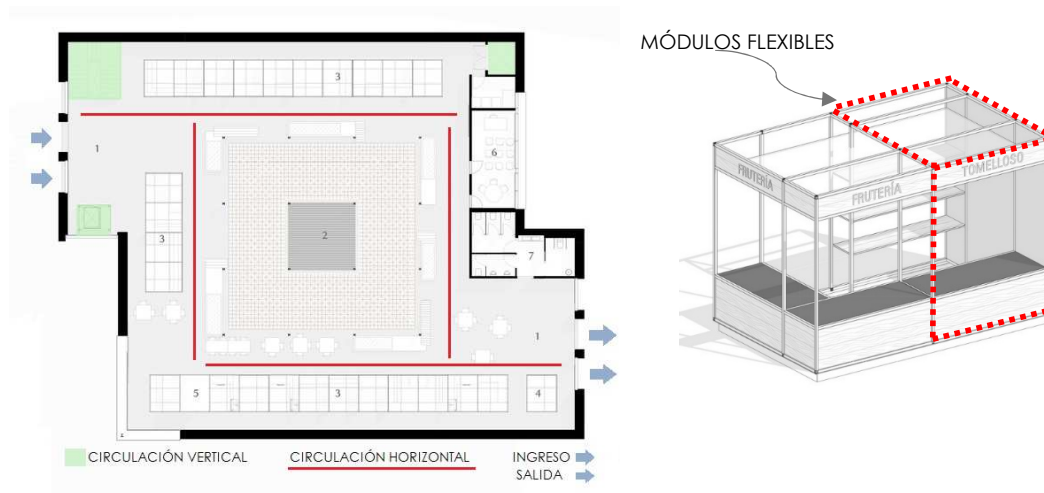 MÓDULOS FLEXIBLES
3
1
6
3
2
7
1
5
3
4
FRUTERÍA
FRUTERÍA
TOMELLOSO
CIRCULACIÓN VERTICAL
CIRCULACIÓN HORIZONTAL
INGRESO
SALIDA